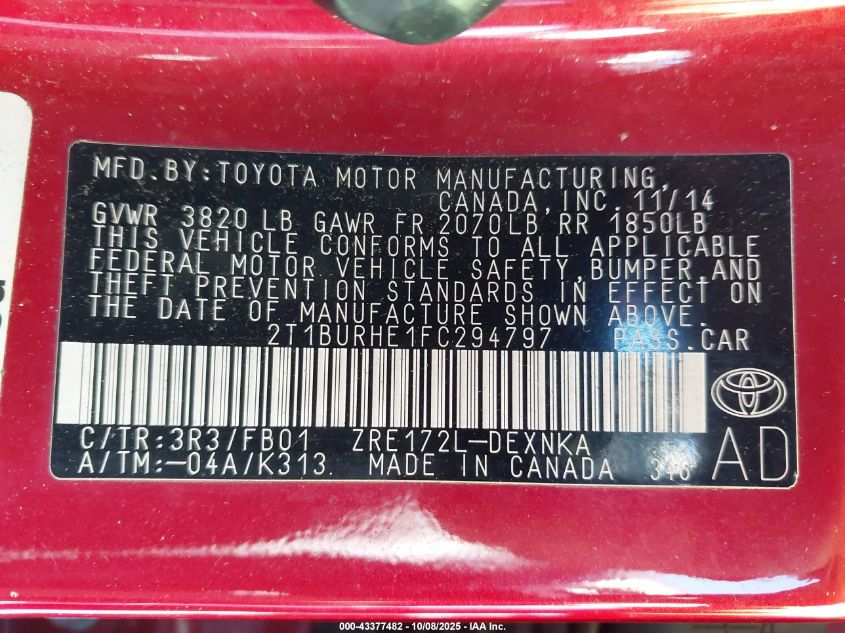 MFD.BY:TOYOTA MOTOR MANUFACTURING,
CANADA,INC. 11/14
GVWR 3820 LB GAWR FR 2070LB RR 1850LB
THIS VEHICLE CONFORMS TO ALL APPLICABLE
FEDERAL MOTOR VEHICLE SAFETY,BUMPER,AND
THEFT PREVENTION STANDARDS IN EFFECT ON
THE DATE OF MANUFACTURE SHOWN ABOVE.
2T1BURHE1FC294797 PASS.CAR
C/TR:3R3/FB01 ZRE172L-DEXNKA
A/TM:-04A/K313. MADE IN CANADA 316
AD
000-43377482 - 10/08/2025 - IAA Inc.